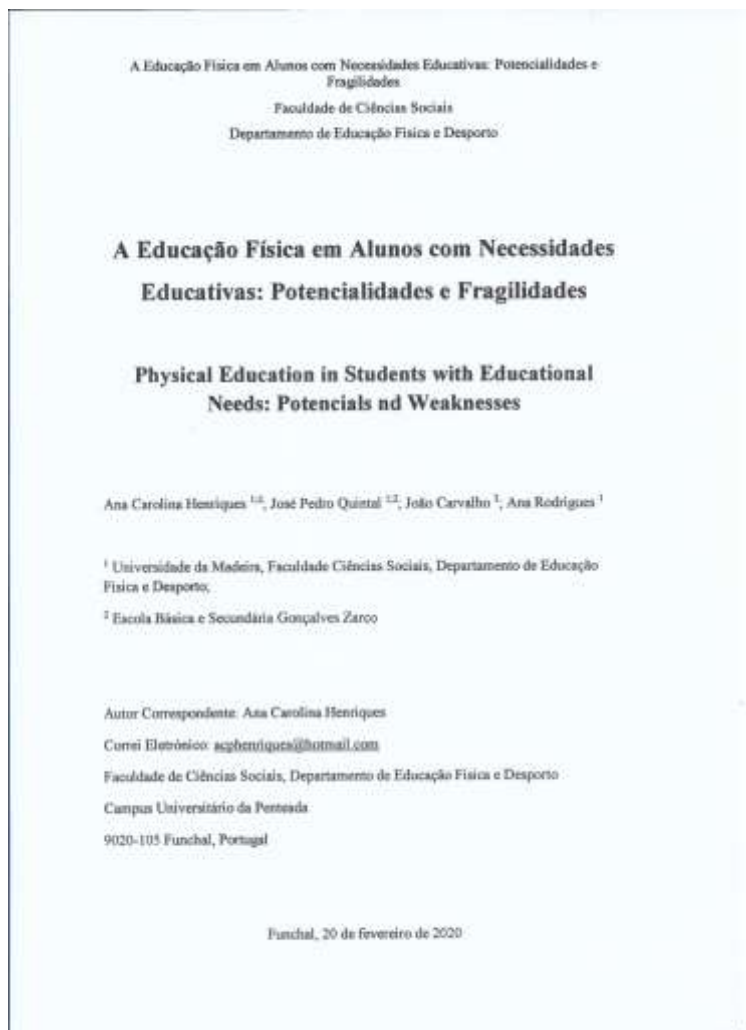 A Educação Física em Alunos com Necessidades Educativas: Potencialidades e
Fragilidades
Faculdade de Ciências Sociais
Departamento de Educação Física e Desporto
A Educação Física em Alunos com Necessidades
Educativas: Potencialidades e Fragilidades
Physical Education in Students with Educational
Needs: Potencials nd Weaknesses
Ana Carolina Henriques, José Pedro Quintal 1,2, João Carvalho, Ana Rodrigues 1
1 Universidade da Madeira, Faculdade Ciências Sociais, Departamento de Educação
Física e Desporto;
2 Escola Básica e Secundária Gonçalves Zarco
Autor Correspondente: Ana Carolina Henriques
Correi Eletrónico: acphenriques@hotmail.com
Faculdade de Ciências Sociais, Departamento de Educação Física e Desporto
Campus Universitário da Penteada
9020-105 Funchal, Portugal
Funchal, 20 de fevereiro de 2020